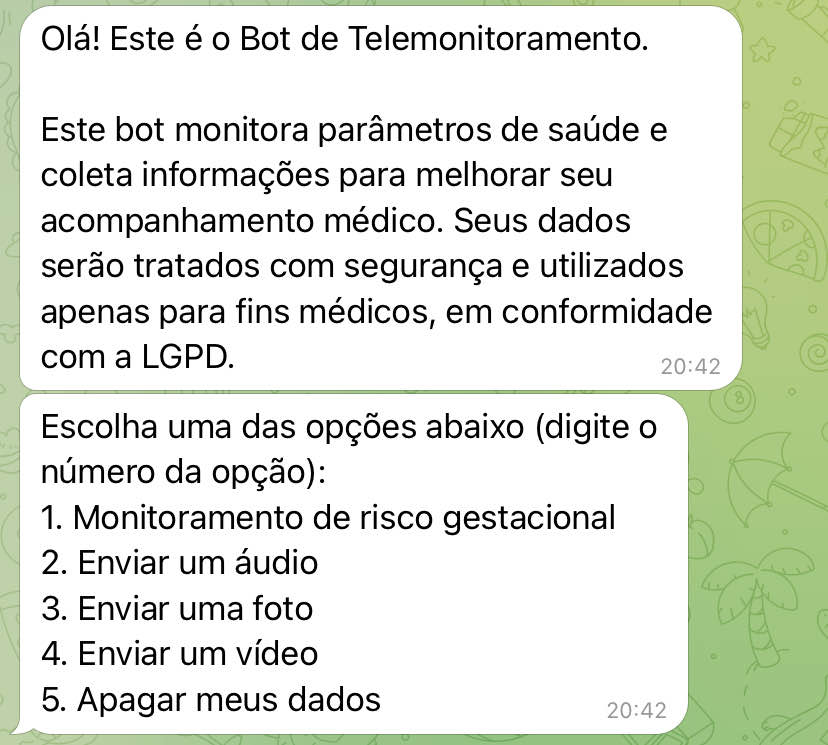 Olá! Este é o Bot de Telemonitoramento.
Este bot monitora parâmetros de saúde e
coleta informações para melhorar seu
acompanhamento médico. Seus dados
serão tratados com segurança e utilizados
apenas para fins médicos, em conformidade
com a LGPD.
20:42
Escolha uma das opções abaixo (digite o
número da opção):
1. Monitoramento de risco gestacional
2. Enviar um áudio
3. Enviar uma foto
4. Enviar um vídeo
5. Apagar meus dados
20:42